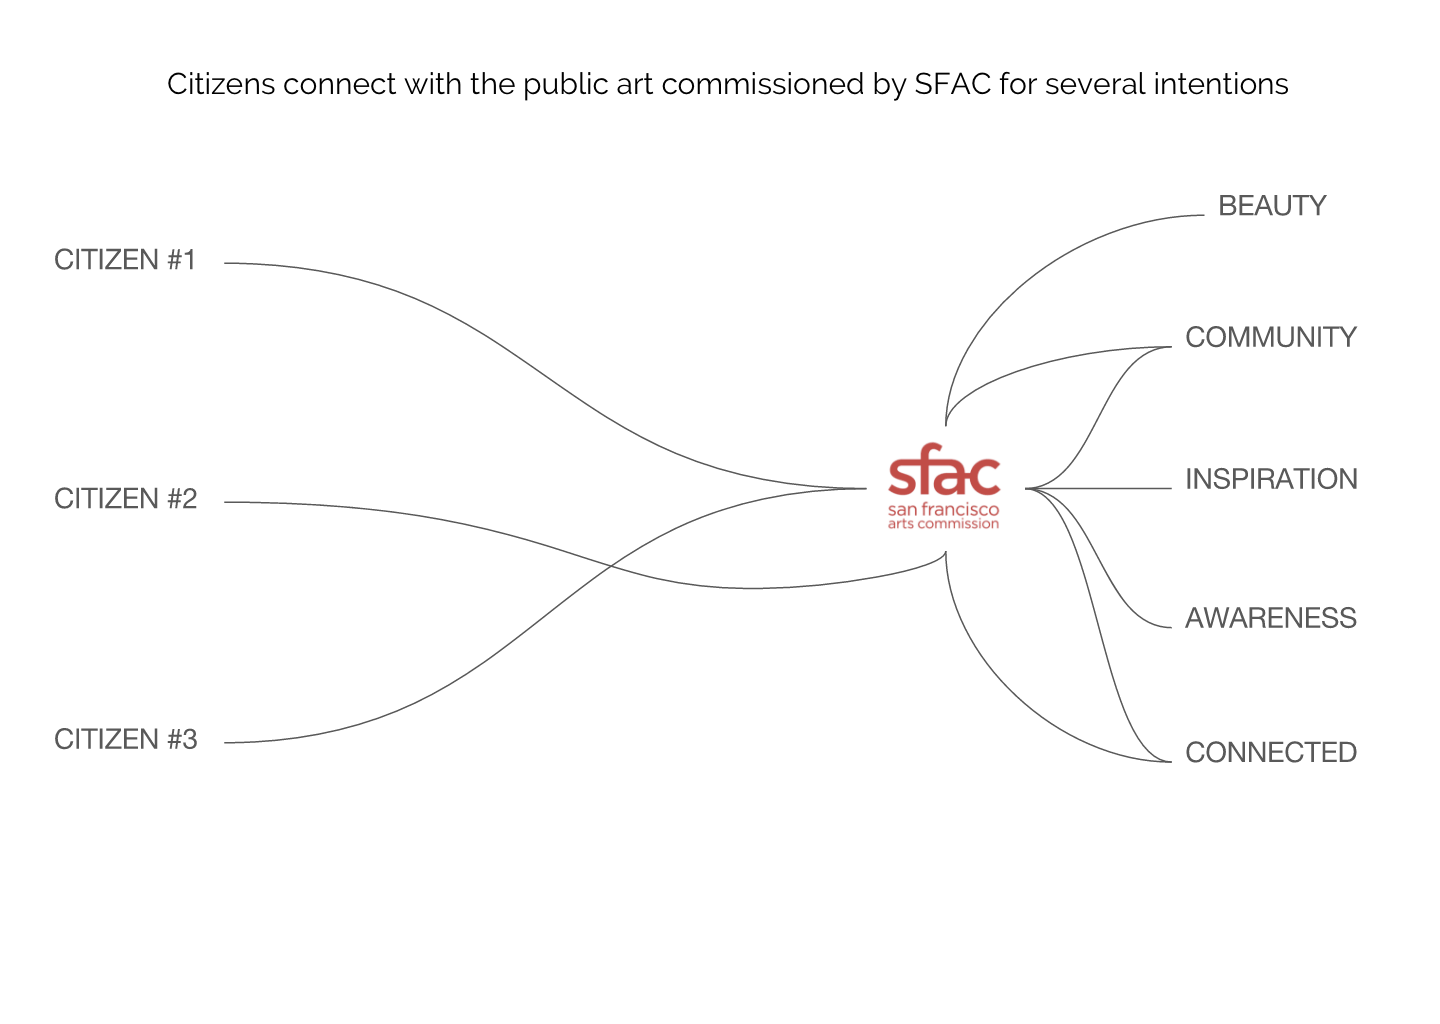 Citizens connect with the public art commissioned by SFAC for several intentions
BEAUTY
CITIZEN #1
COMMUNITY
sfac
san francisco
arts commission
INSPIRATION
CITIZEN #2
AWARENESS
CITIZEN #3
CONNECTED